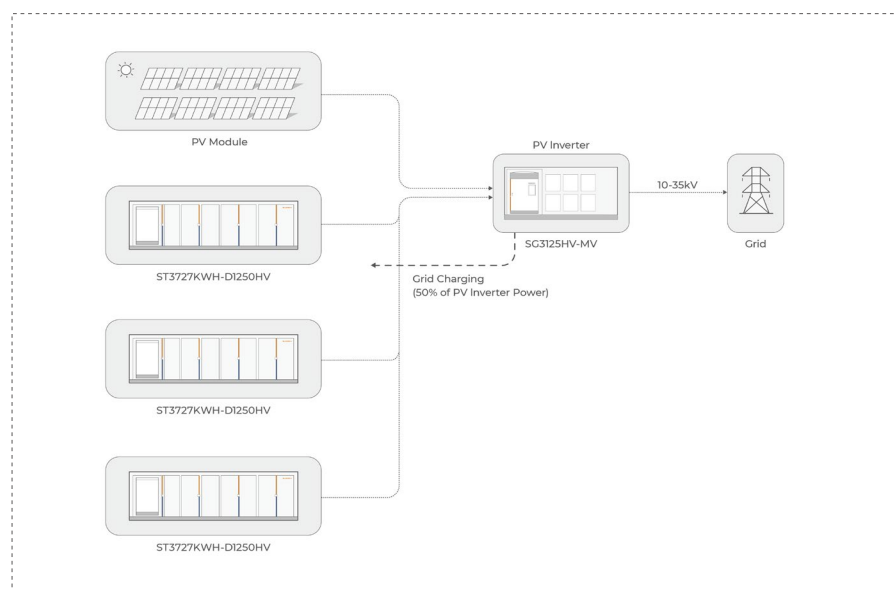 PV Module
PV Inverter
10-35kV
SG3125HV-MV
Grid
ST3727KWH-D1250HV
Grid Charging
(50% of PV Inverter Power)
ST3727KWH-D1250HV
ST3727KWH-D1250HV